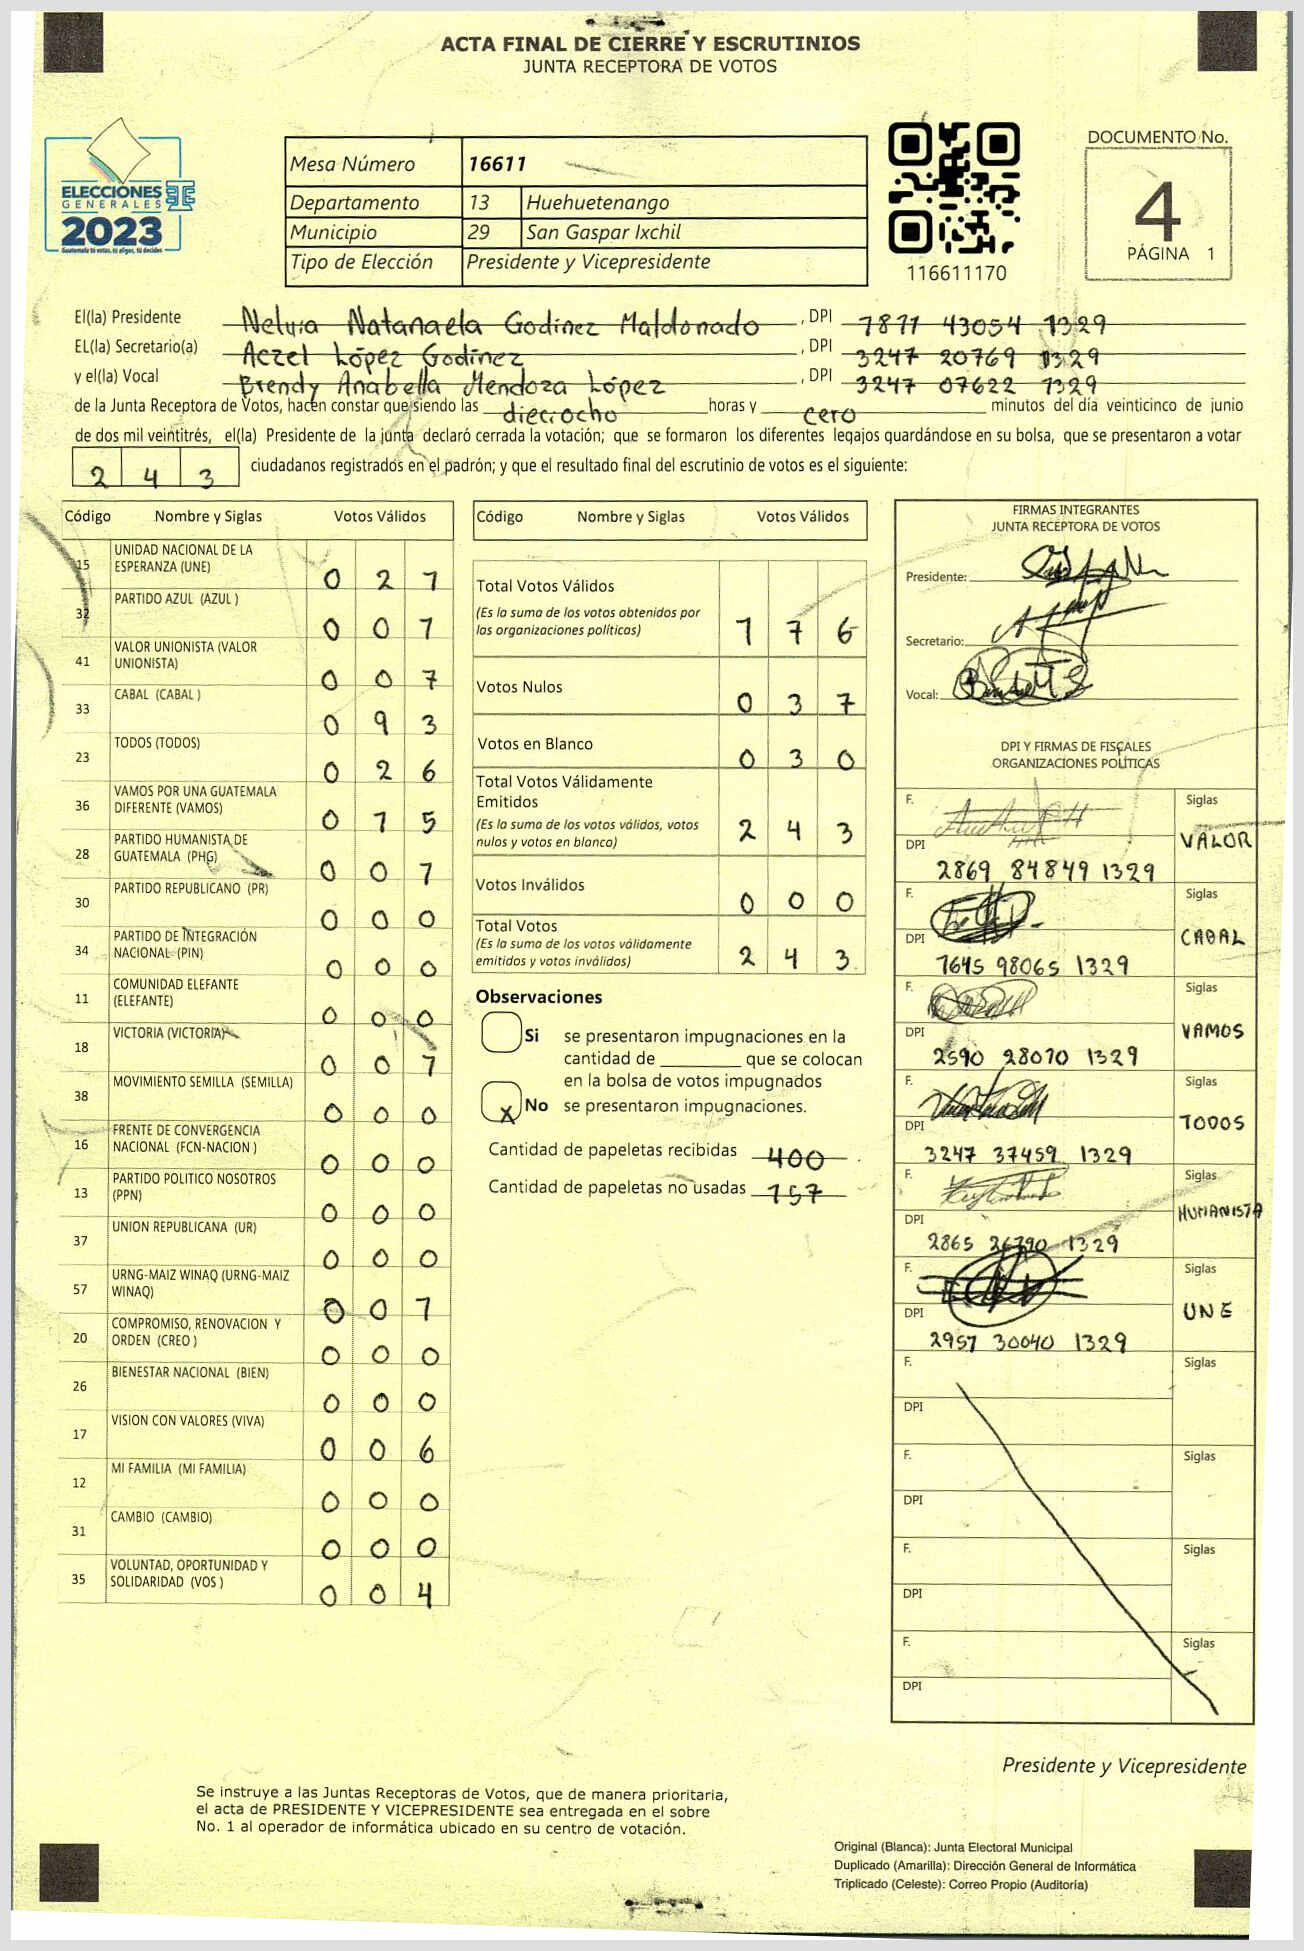 ACTA FINAL DE CIERRE Y ESCRUTINIOS
JUNTA RECEPTORA DE VOTOS
ELECCIONES
GENERALES
2023
Guatemala tú votas, tú eliges, tú decides
Mesa Número 16611
Departamento 13 Huehuetenango
Municipio 29 San Gaspar Ixchil
Tipo de Elección Presidente y Vicepresidente
116611170
DOCUMENTO No.
4
PÁGINA 1
El(la) Presidente Nelvia Natanaela Godinez Maldonado, DPI 1871 43054 1329
EL(la) Secretario(a) Aczel López Godinez, DPI 3247 20769 1329
y el(la) Vocal Brendy Anabella Mendoza López, DPI 3247 07622 1329
de la Junta Receptora de Votos, hacen constar que siendo las dieciocho horas y cero minutos del día veinticinco de junio
de dos mil veintitrés, el(la) Presidente de la junta declaró cerrada la votación; que se formaron los diferentes legajos guardándose en su bolsa, que se presentaron a votar
2 4 3 ciudadanos registrados en el padrón; y que el resultado final del escrutinio de votos es el siguiente:
Código Nombre y Siglas Votos Válidos
15 UNIDAD NACIONAL DE LA
ESPERANZA (UNE) 0 2 1
32 PARTIDO AZUL (AZUL ) 0 0 1
41 VALOR UNIONISTA (VALOR
UNIONISTA) 0 0 7
33 CABAL (CABAL ) 0 9 3
23 TODOS (TODOS) 0 2 6
36 VAMOS POR UNA GUATEMALA
DIFERENTE (VAMOS) 0 1 5
28 PARTIDO HUMANISTA DE
GUATEMALA (PHG) 0 0 1
30 PARTIDO REPUBLICANO (PR) 0 0 0
34 PARTIDO DE INTEGRACIÓN
NACIONAL (PIN) 0 0 0
11 COMUNIDAD ELEFANTE
(ELEFANTE) 0 0 0
18 VICTORIA (VICTORIA) 0 0 1
38 MOVIMIENTO SEMILLA (SEMILLA) 0 0 0
16 FRENTE DE CONVERGENCIA
NACIONAL (FCN-NACION ) 0 0 0
13 PARTIDO POLITICO NOSOTROS
(PPN) 0 0 0
37 UNION REPUBLICANA (UR) 0 0 0
57 URNG-MAIZ WINAQ (URNG-MAIZ
WINAQ) 0 0 1
20 COMPROMISO, RENOVACION Y
ORDEN (CREO ) 0 0 0
26 BIENESTAR NACIONAL (BIEN) 0 0 0
17 VISION CON VALORES (VIVA) 0 0 6
12 MI FAMILIA (MI FAMILIA) 0 0 0
31 CAMBIO (CAMBIO) 0 0 0
35 VOLUNTAD, OPORTUNIDAD Y
SOLIDARIDAD (VOS ) 0 0 4
Código Nombre y Siglas Votos Válidos
Total Votos Válidos
(Es la suma de los votos obtenidos por
las organizaciones políticas) 1 7 6
Votos Nulos 0 3 7
Votos en Blanco 0 3 0
Total Votos Válidamente
Emitidos
(Es la suma de los votos válidos, votos
nulos y votos en blanco) 2 4 3
Votos Inválidos 0 0 0
Total Votos
(Es la suma de los votos válidamente
emitidos y votos inválidos) 2 4 3
Observaciones
Si se presentaron impugnaciones en la
cantidad de ________ que se colocan
en la bolsa de votos impugnados
X No se presentaron impugnaciones.
Cantidad de papeletas recibidas 400
Cantidad de papeletas no usadas 157
FIRMAS INTEGRANTES
JUNTA RECEPTORA DE VOTOS
Presidente:
Secretario:
Vocal:
DPI Y FIRMAS DE FISCALES
ORGANIZACIONES POLÍTICAS
F. Siglas
VALOR
DPI 2869 84849 1329
F. Siglas
CABAL
DPI 1645 98065 1329
F. Siglas
VAMOS
DPI 2590 28070 1329
F. Siglas
TODOS
DPI 3247 37459 1329
F. Siglas
HUMANISTA
DPI 2865 26790 1329
F. Siglas
UNE
DPI 2957 30040 1329
F. Siglas
DPI
F. Siglas
DPI
F. Siglas
DPI
F. Siglas
DPI
Presidente y Vicepresidente
Se instruye a las Juntas Receptoras de Votos, que de manera prioritaria,
el acta de PRESIDENTE Y VICEPRESIDENTE sea entregada en el sobre
No. 1 al operador de informática ubicado en su centro de votación.
Original (Blanca): Junta Electoral Municipal
Duplicado (Amarilla): Dirección General de Informática
Triplicado (Celeste): Correo Propio (Auditoría)